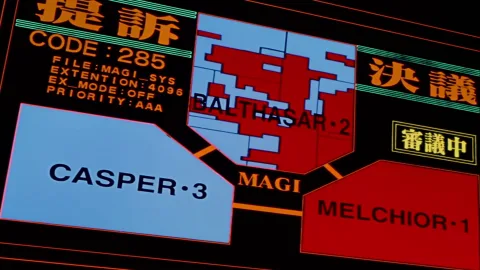 提訴
CODE:285
FILE:MAGI_SYS
EXTENTION:4096
EX_MODE:OFF
PRIORITY:AAA
BALTHASAR・2
決議
審議中
CASPER・3
MAGI
MELCHIOR・1